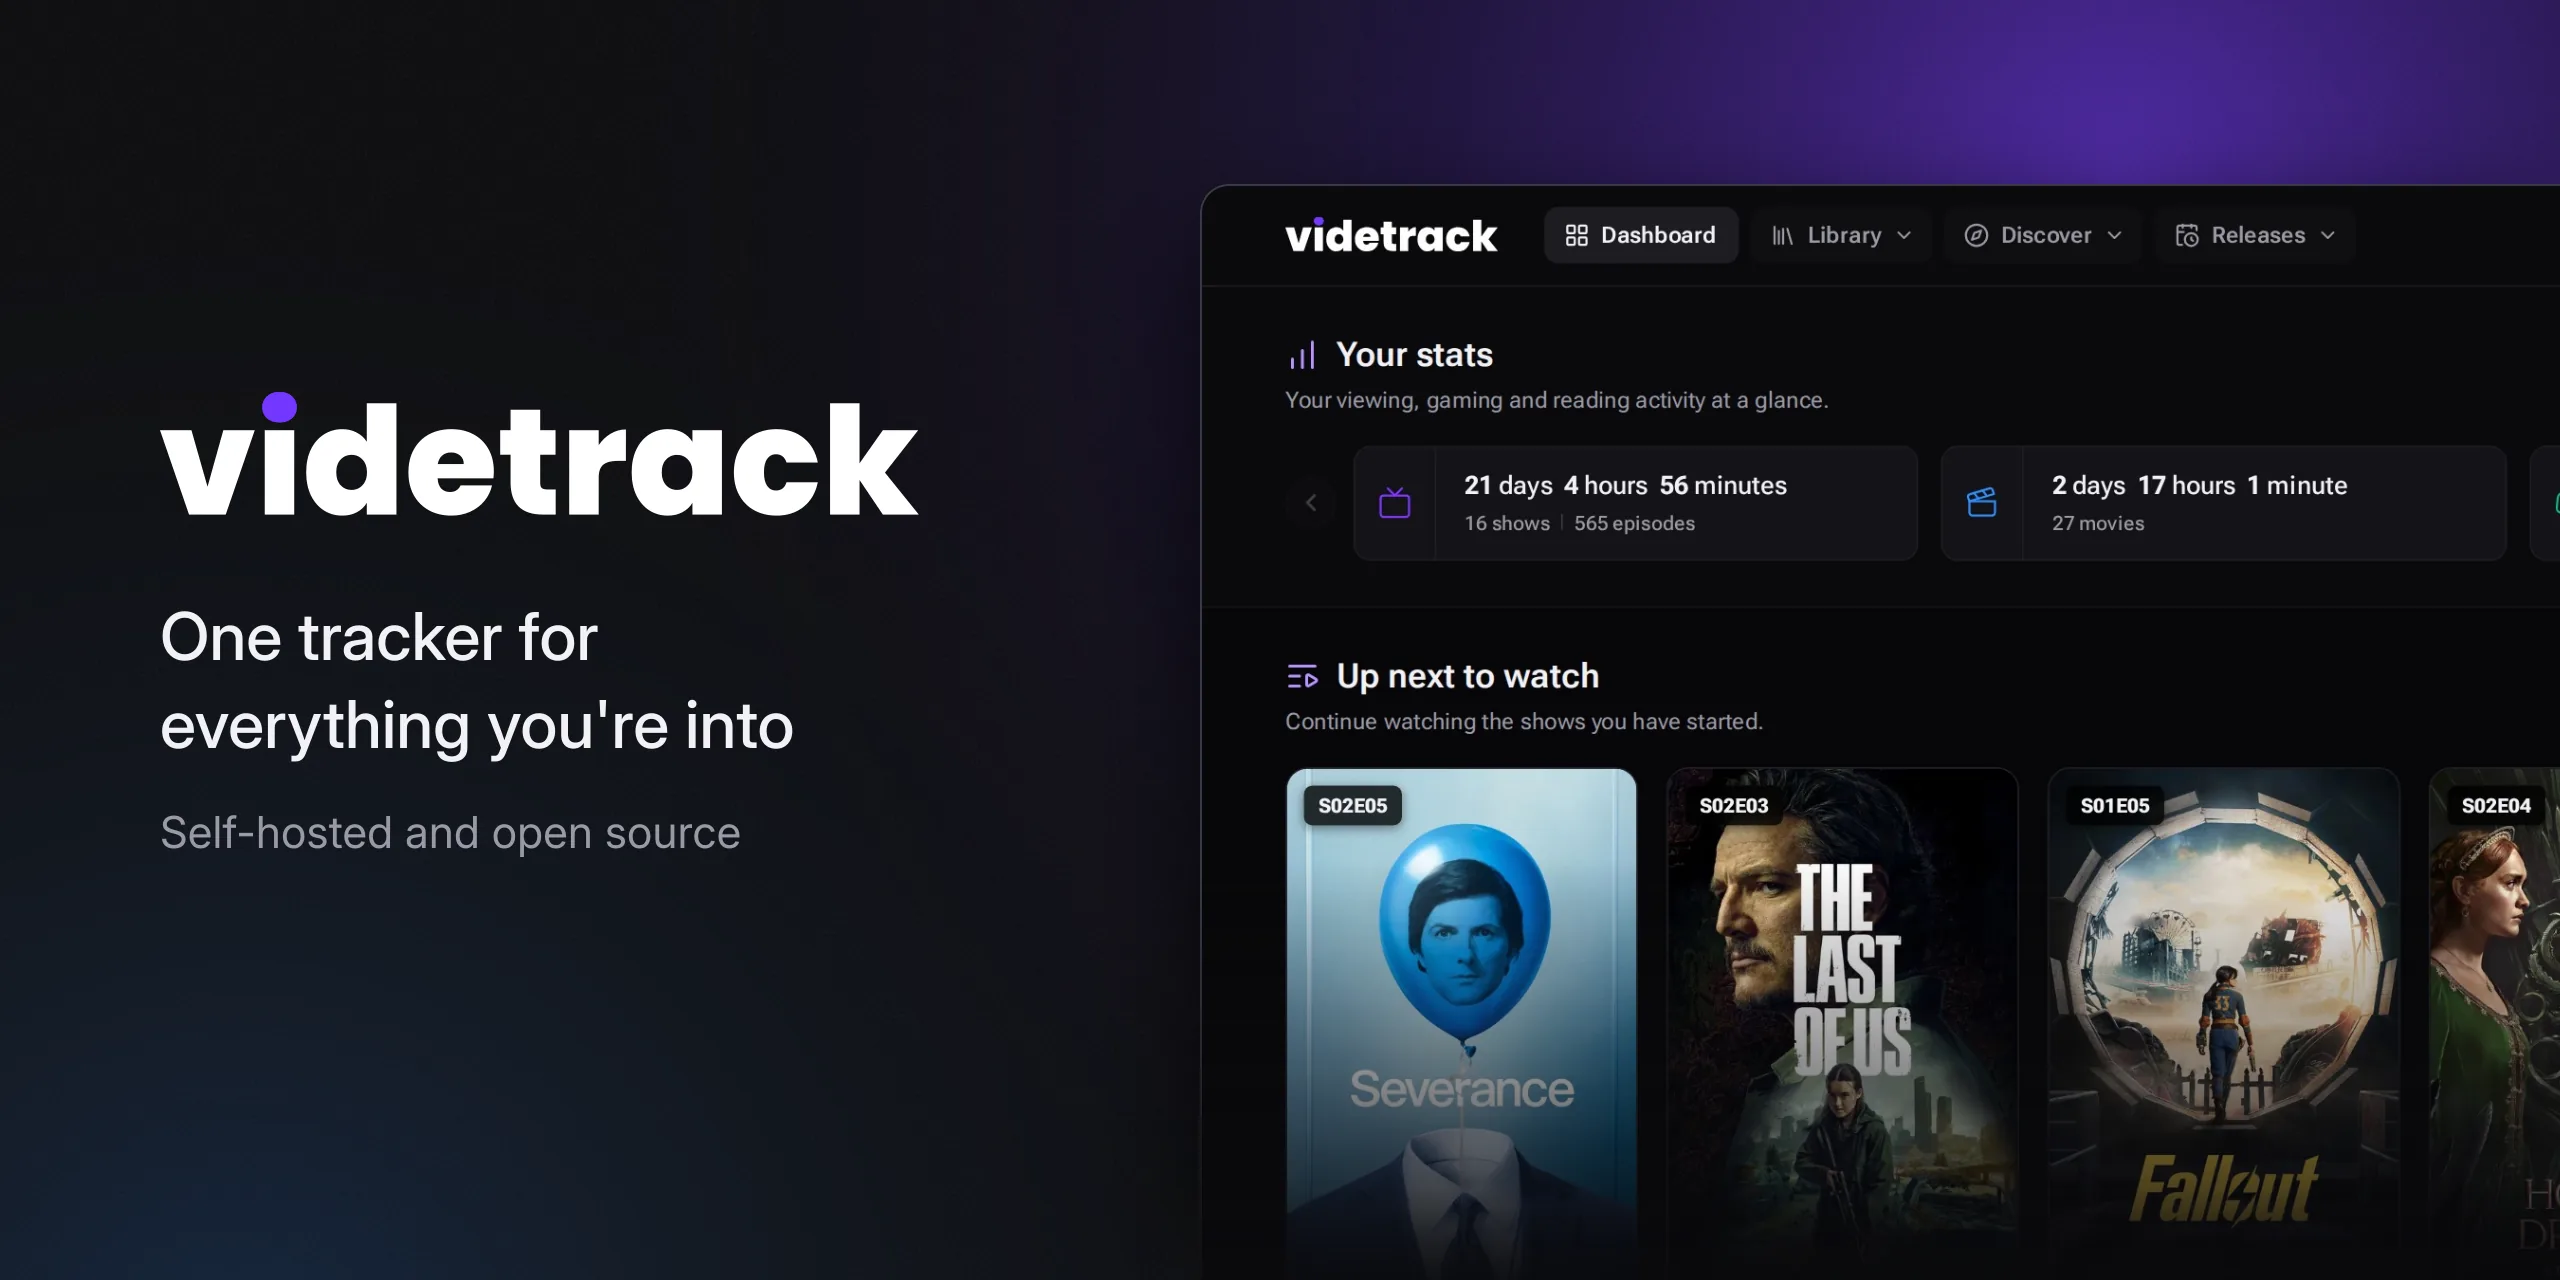 videtrack
One tracker for
everything you're into
Self-hosted and open source
videtrack
Dashboard
Library
Discover
Releases
Your stats
Your viewing, gaming and reading activity at a glance.
21 days 4 hours 56 minutes
16 shows
565 episodes
2 days 17 hours 1 minute
27 movies
Up next to watch
Continue watching the shows you have started.
S02E05
Severance
S02E03
THE
LAST
OF US
S01E05
33
Fallout
S02E04